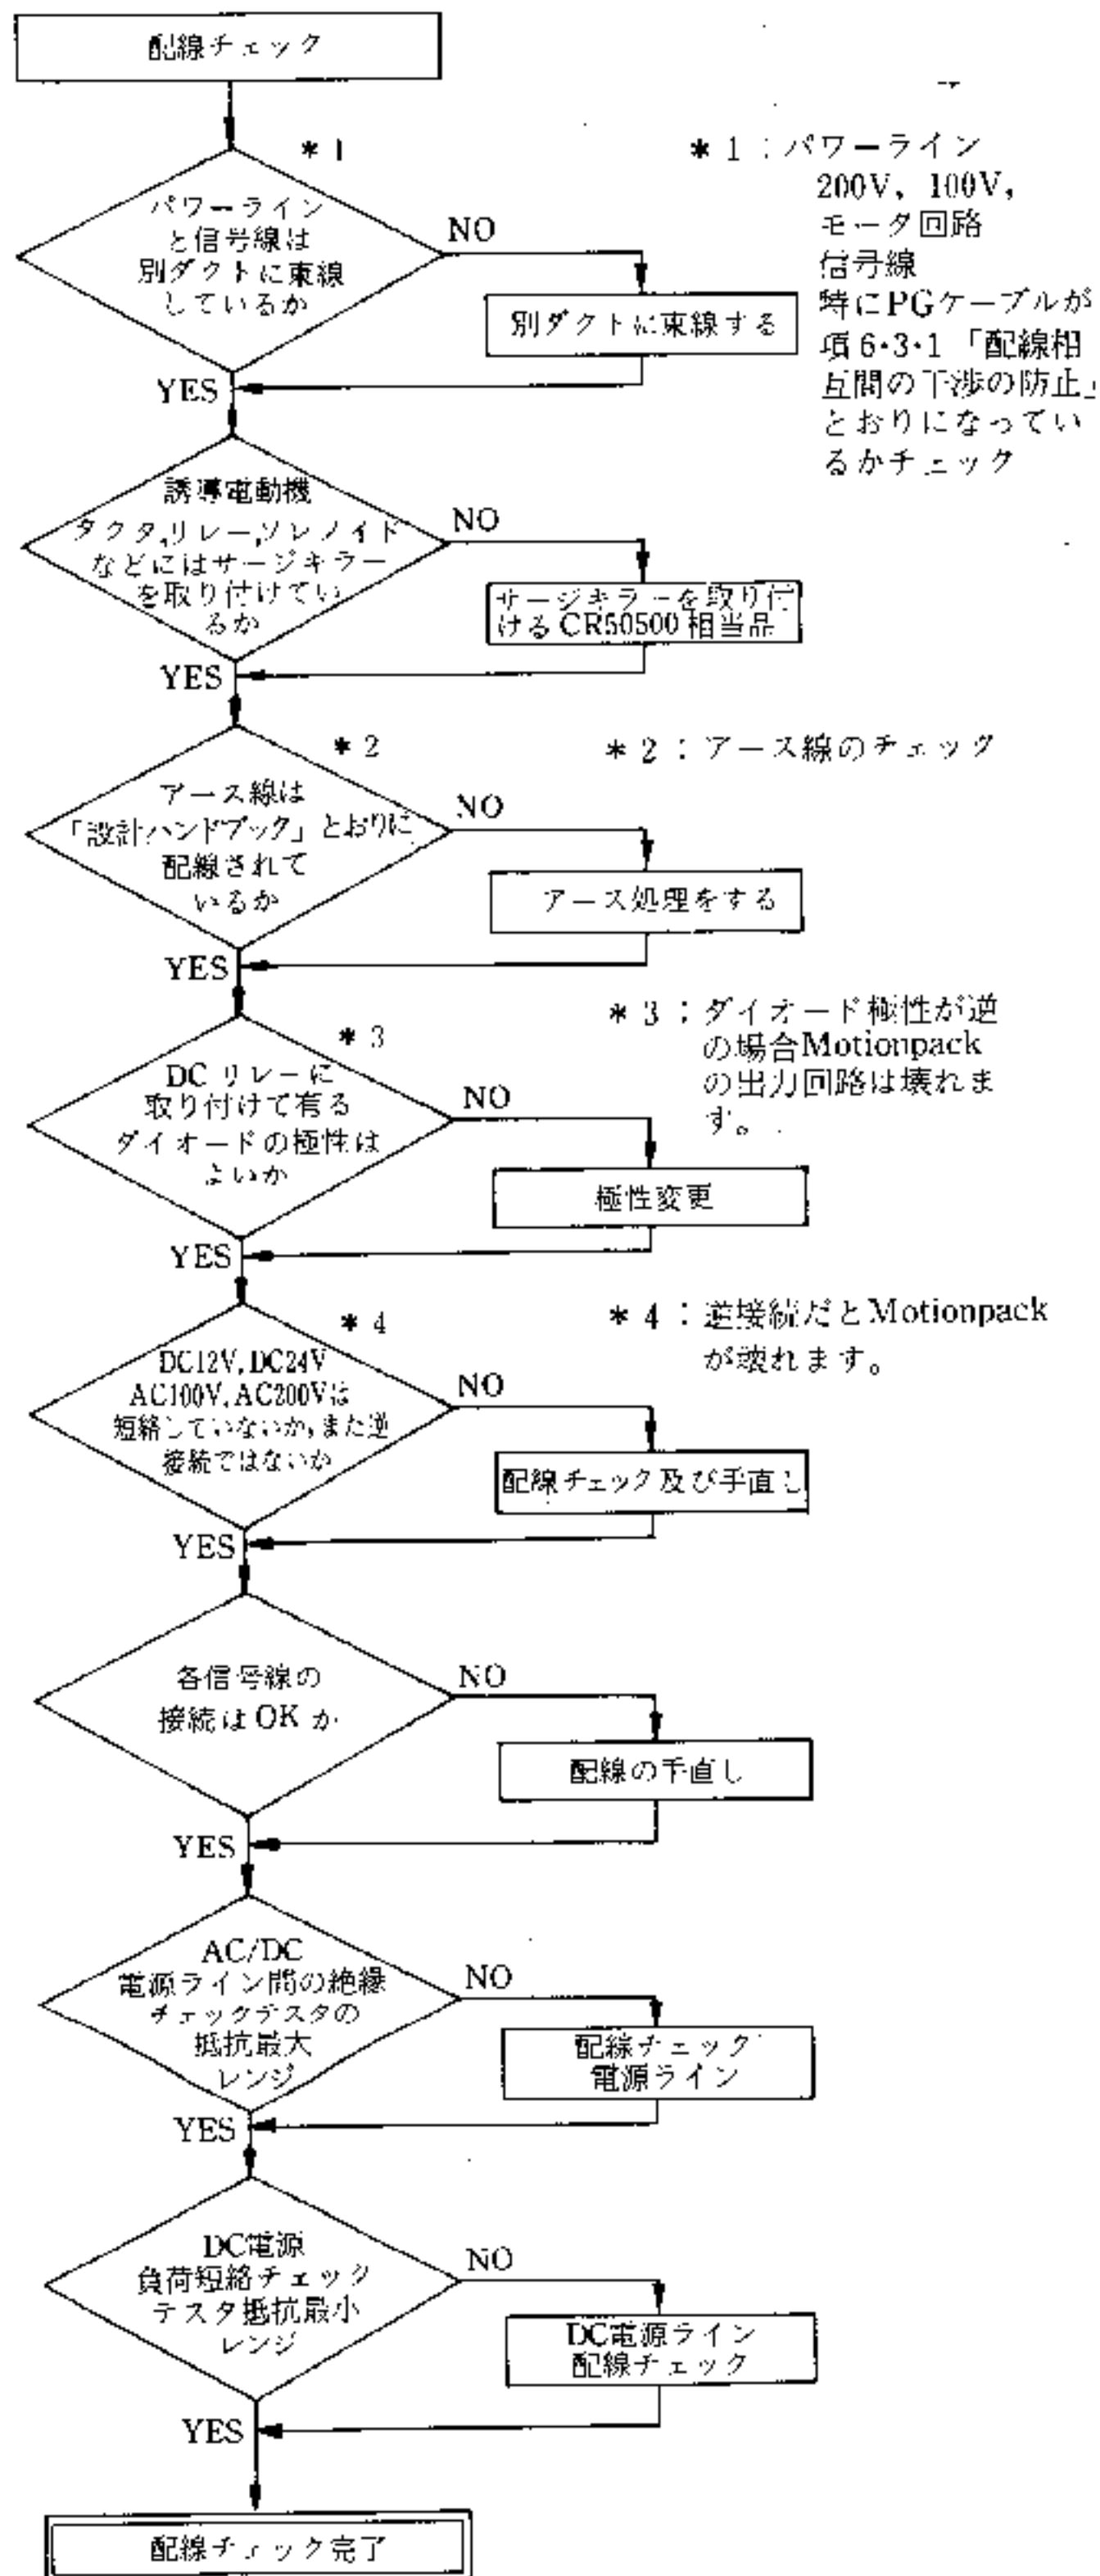 配線チェック
* 1
パワーライン
と信号線は
別ダクトに束線
しているか
NO
別ダクトに束線する
YES
* 1 : パワーライン
200V, 100V,
モータ回路
信号線
特にPGケーブルが
項6・3・1「配線相
互間の干渉の防止」
とおりになってい
るかチェック
誘導電動機
タクタ,リレー,ソレノイド
などにはサージキラー
を取り付けてい
るか
NO
サージキラーを取り付
ける CR50500 相当品
YES
* 2
アース線は
「設計ハンドブック」とおりに
配線されて
いるか
NO
アース処理をする
YES
* 2 : アース線のチェック
* 3
DC リレーに
取り付けて有る
ダイオードの極性は
よいか
NO
極性変更
YES
* 3 : ダイオード極性が逆
の場合Motionpack
の出力回路は壊れま
す。
* 4
DC12V, DC24V
AC100V, AC200Vは
短絡していないか,また逆
接続ではないか
NO
配線チェック及び手直し
YES
* 4 : 逆接続だとMotionpack
が壊れます。
各信号線の
接続は OK か
NO
配線の手直し
YES
AC/DC
電源ライン間の絶縁
チェックテスタの
抵抗最大
レンジ
NO
配線チェック
電源ライン
YES
DC電源
負荷短絡チェック
テスタ抵抗最小
レンジ
NO
DC電源ライン
配線チェック
YES
配線チェック完了